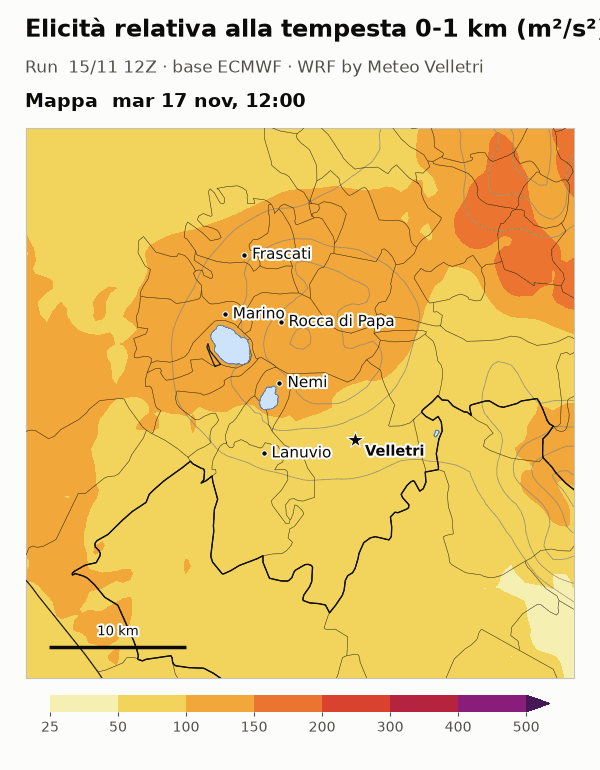 Elicità relativa alla tempesta 0-1 km (m²/s²)
Run 15/11 12Z · base ECMWF · WRF by Meteo Velletri
Mappa mar 17 nov, 12:00
Frascati
Marino
Rocca di Papa
Nemi
Lanuvio
Velletri
10 km
25 50 100 150 200 300 400 500